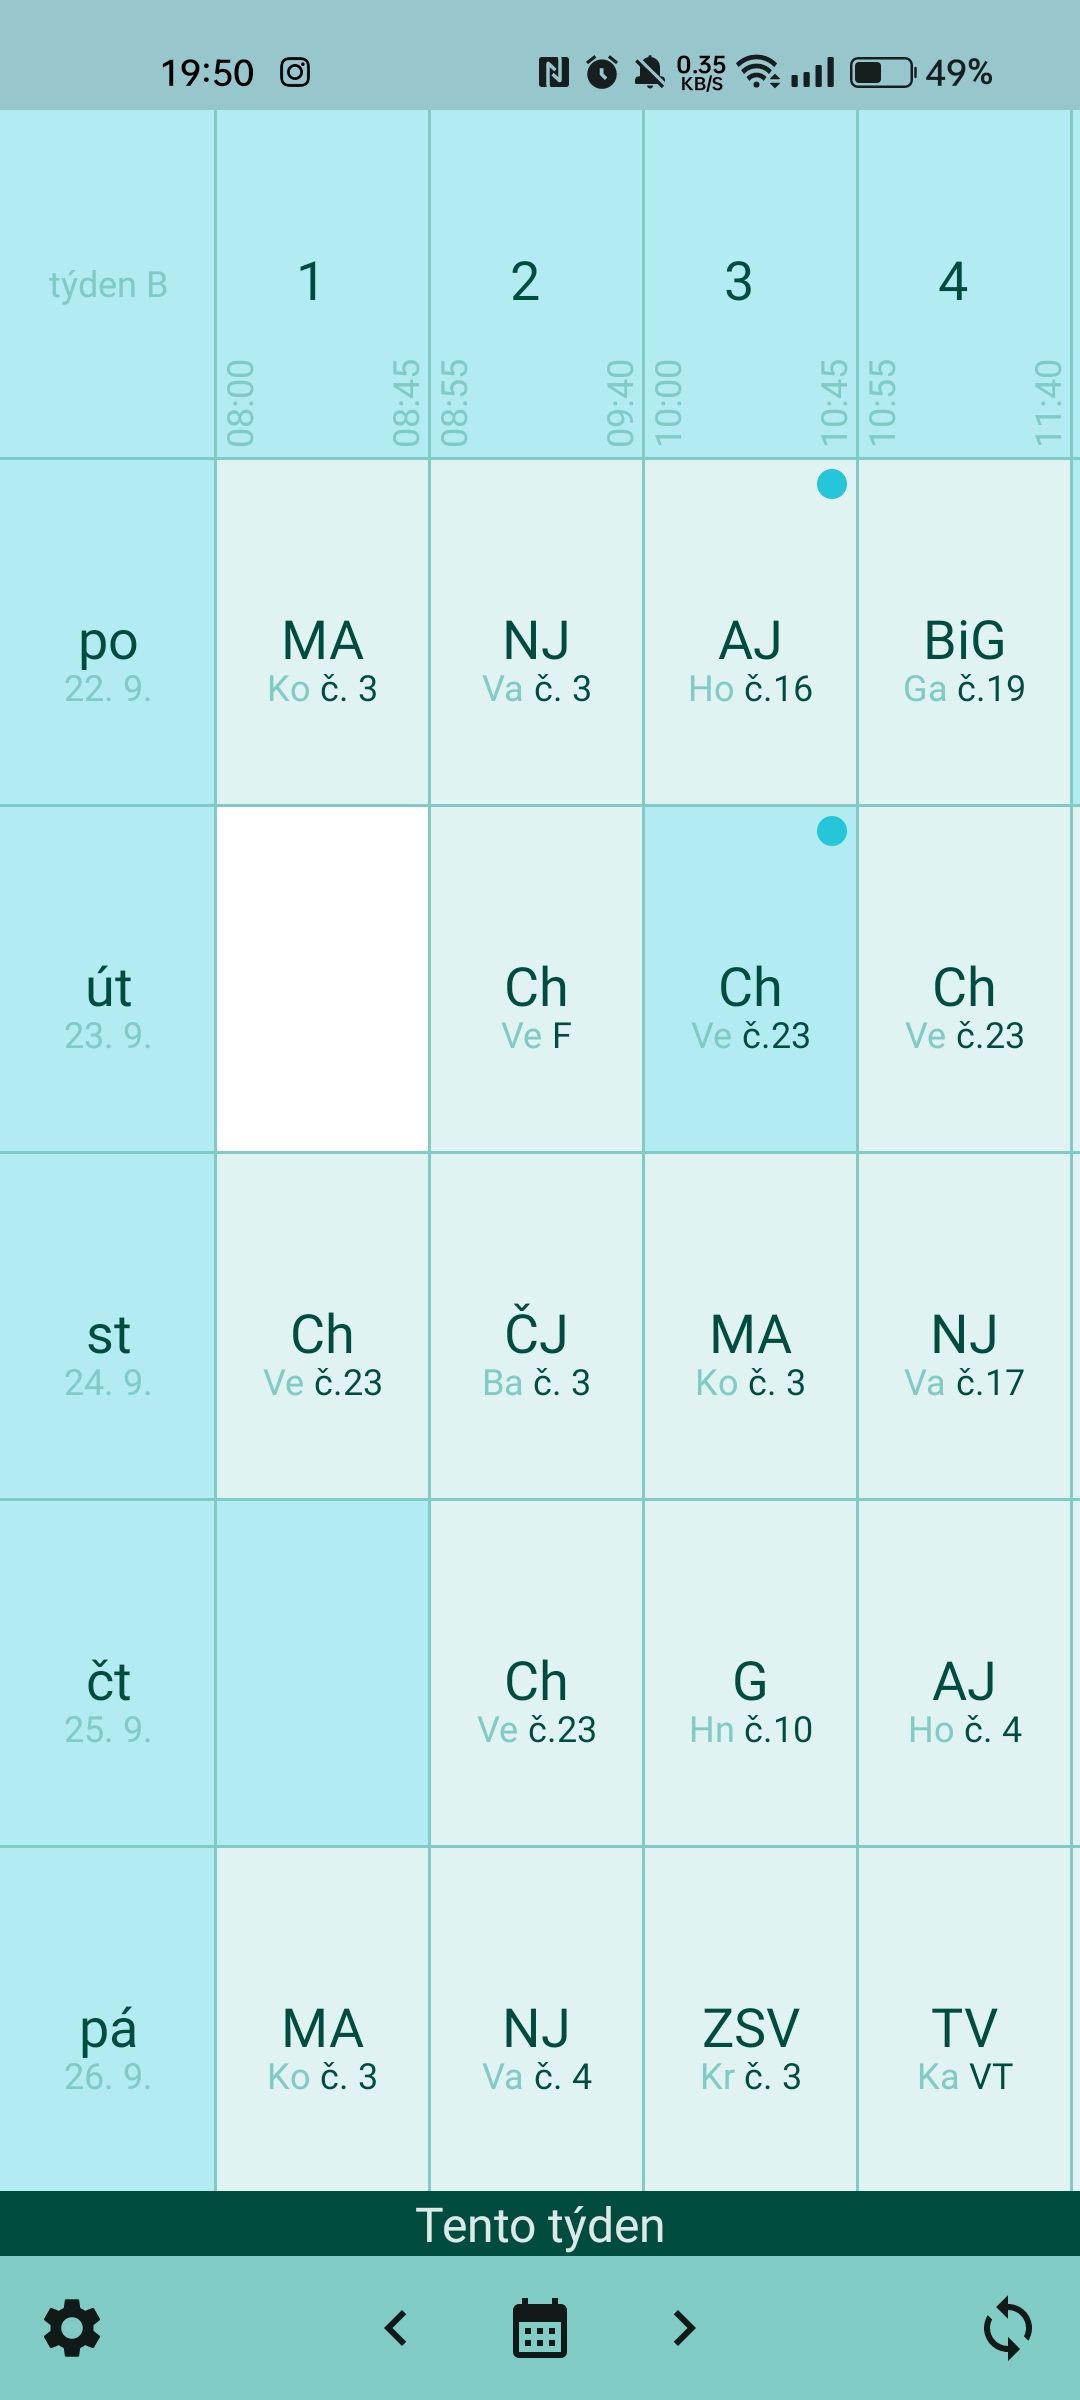 19:50 0.35 KB/S 49%
týden B 1 2 3 4
08:00 08:45 08:55 09:40 10:00 10:45 10:55 11:40
po MA NJ AJ BiG
22. 9. Ko č. 3 Va č. 3 Ho č.16 Ga č.19
út Ch Ch Ch
23. 9. Ve F Ve č.23 Ve č.23
st Ch ČJ MA NJ
24. 9. Ve č.23 Ba č. 3 Ko č. 3 Va č.17
čt Ch G AJ
25. 9. Ve č.23 Hn č.10 Ho č. 4
pá MA NJ ZSV TV
26. 9. Ko č. 3 Va č. 4 Kr č. 3 Ka VT
Tento týden